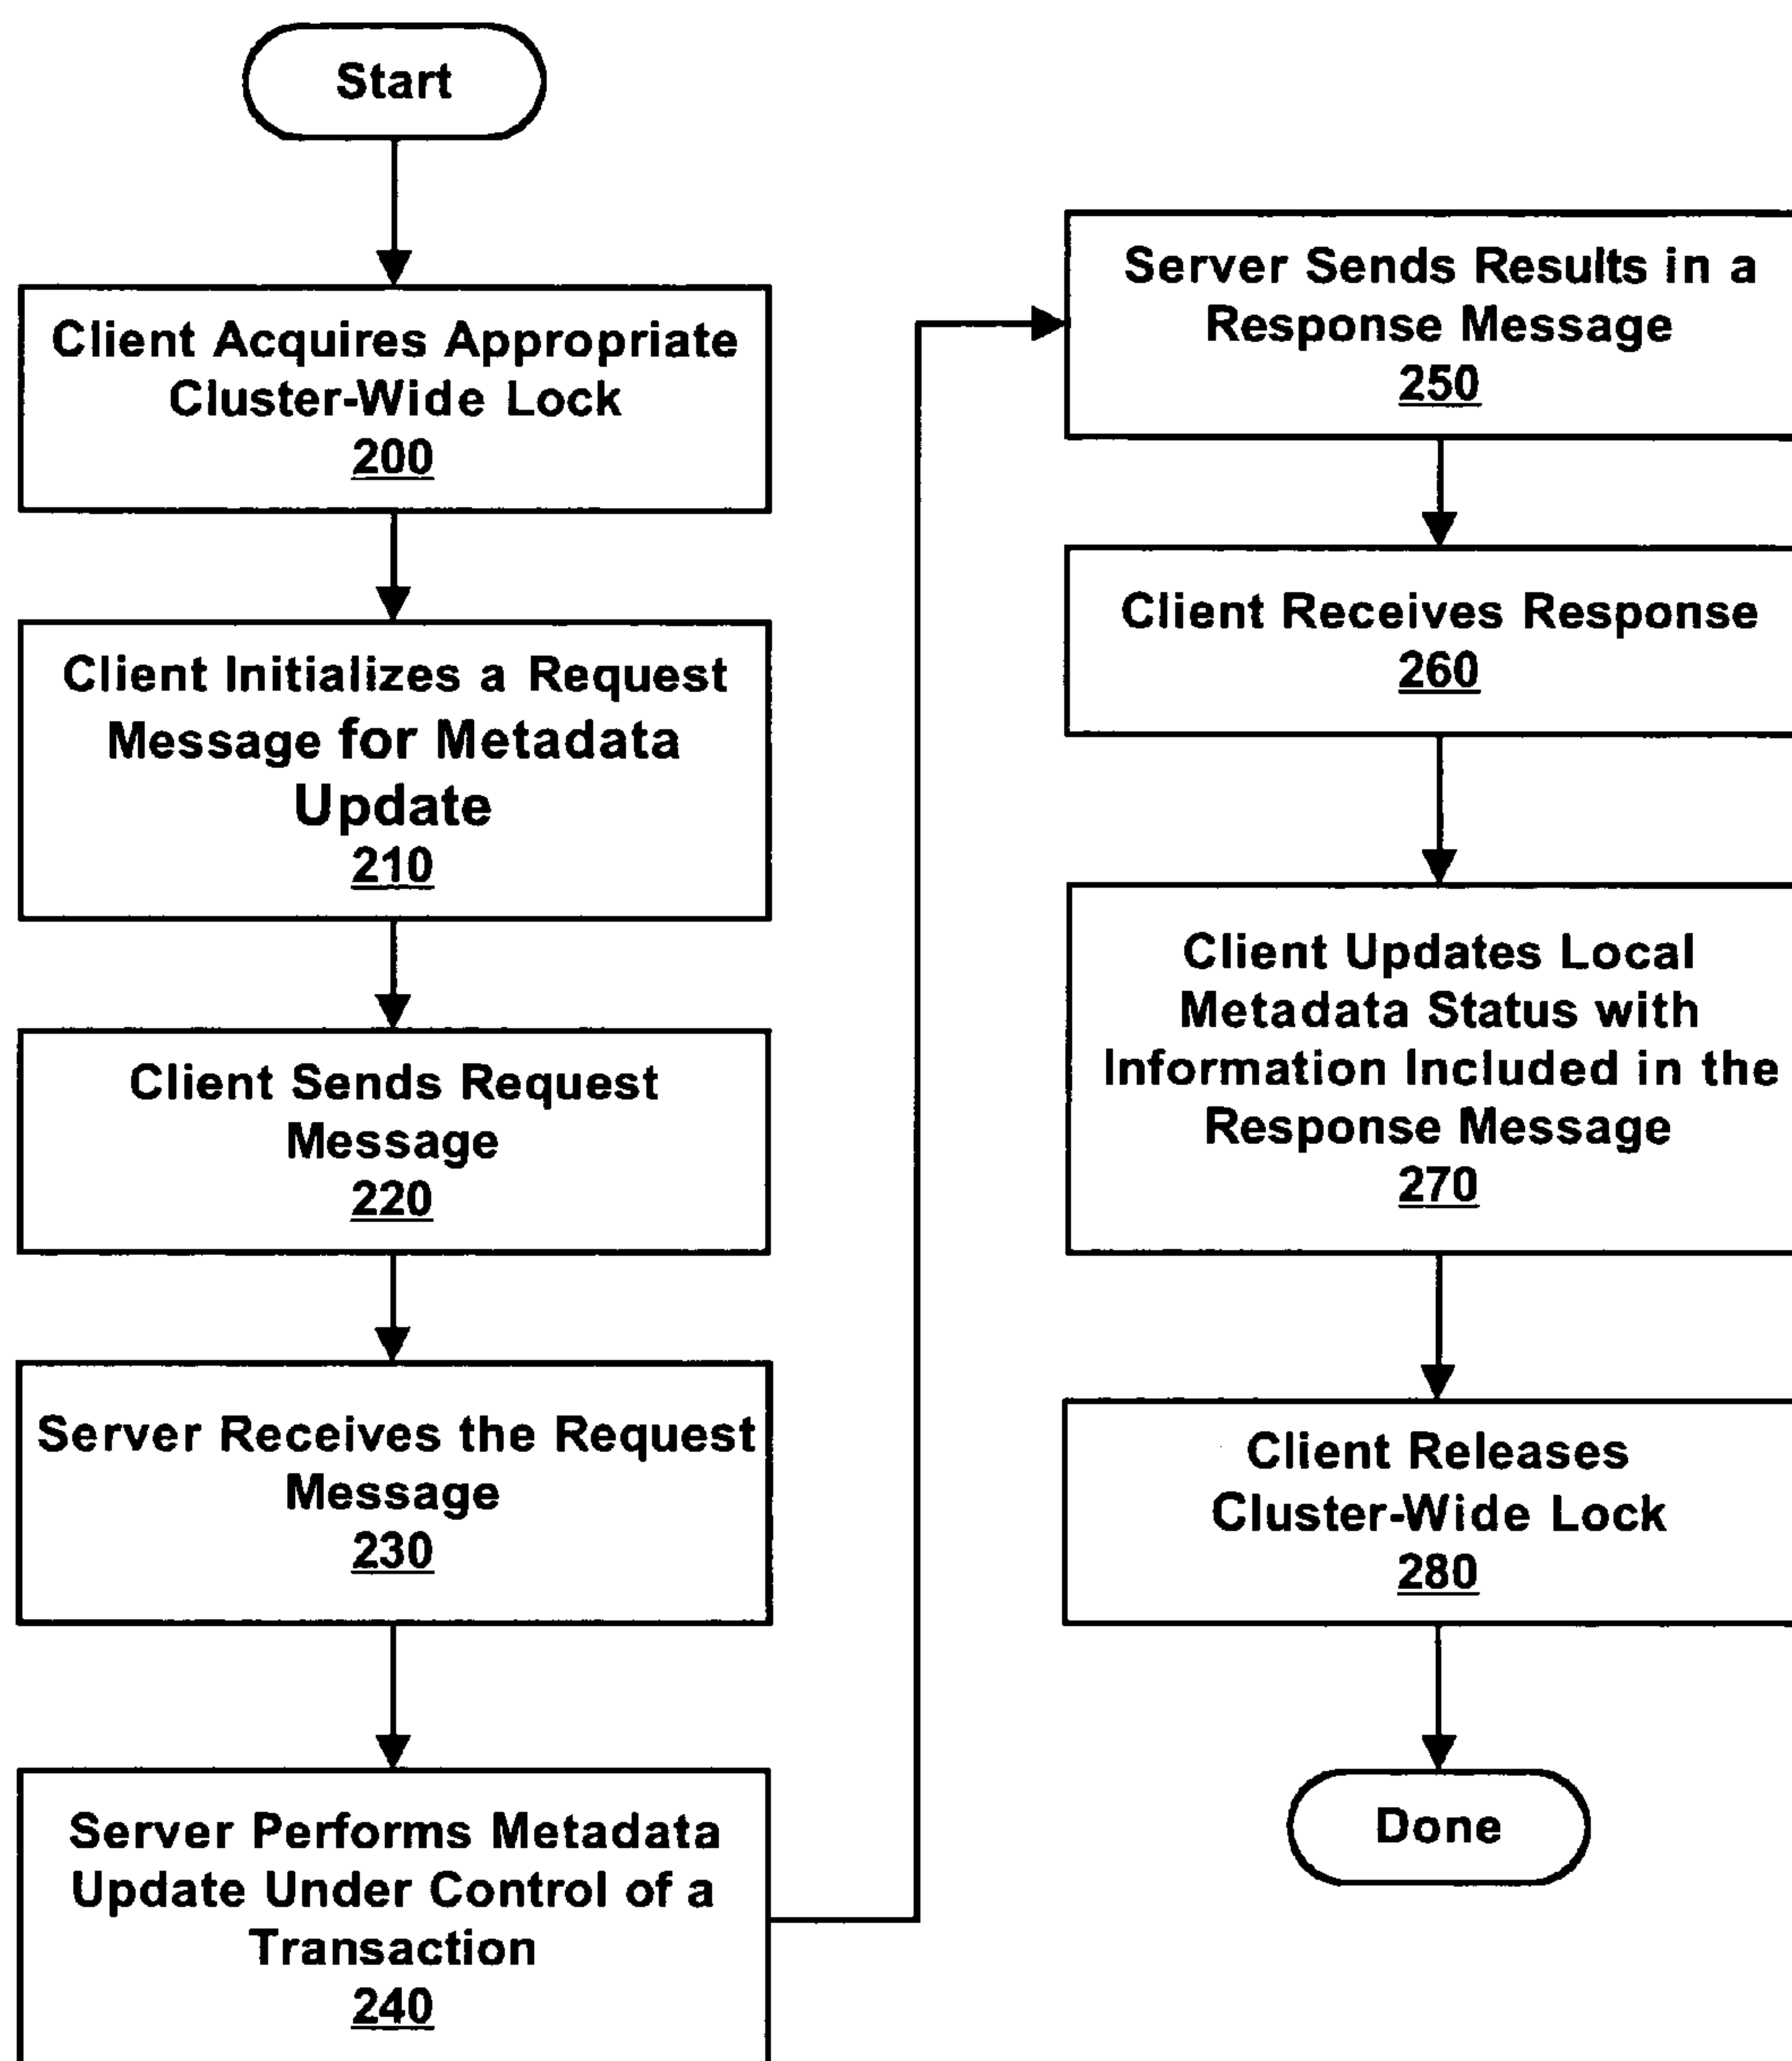 Start
Client Acquires Appropriate
Cluster-Wide Lock
200
Client Initializes a Request
Message for Metadata
Update
210
Client Sends Request
Message
220
Server Receives the Request
Message
230
Server Performs Metadata
Update Under Control of a
Transaction
240
Server Sends Results in a
Response Message
250
Client Receives Response
260
Client Updates Local
Metadata Status with
Information Included in the
Response Message
270
Client Releases
Cluster-Wide Lock
280
Done